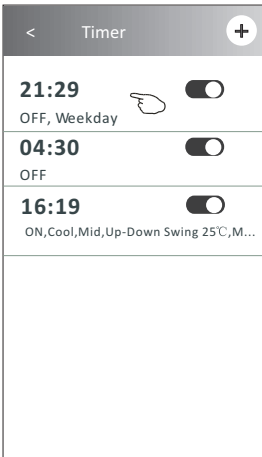 < Timer +
21:29
OFF, Weekday
04:30
OFF
16:19
ON,Cool,Mid,Up-Down Swing 25℃,M...